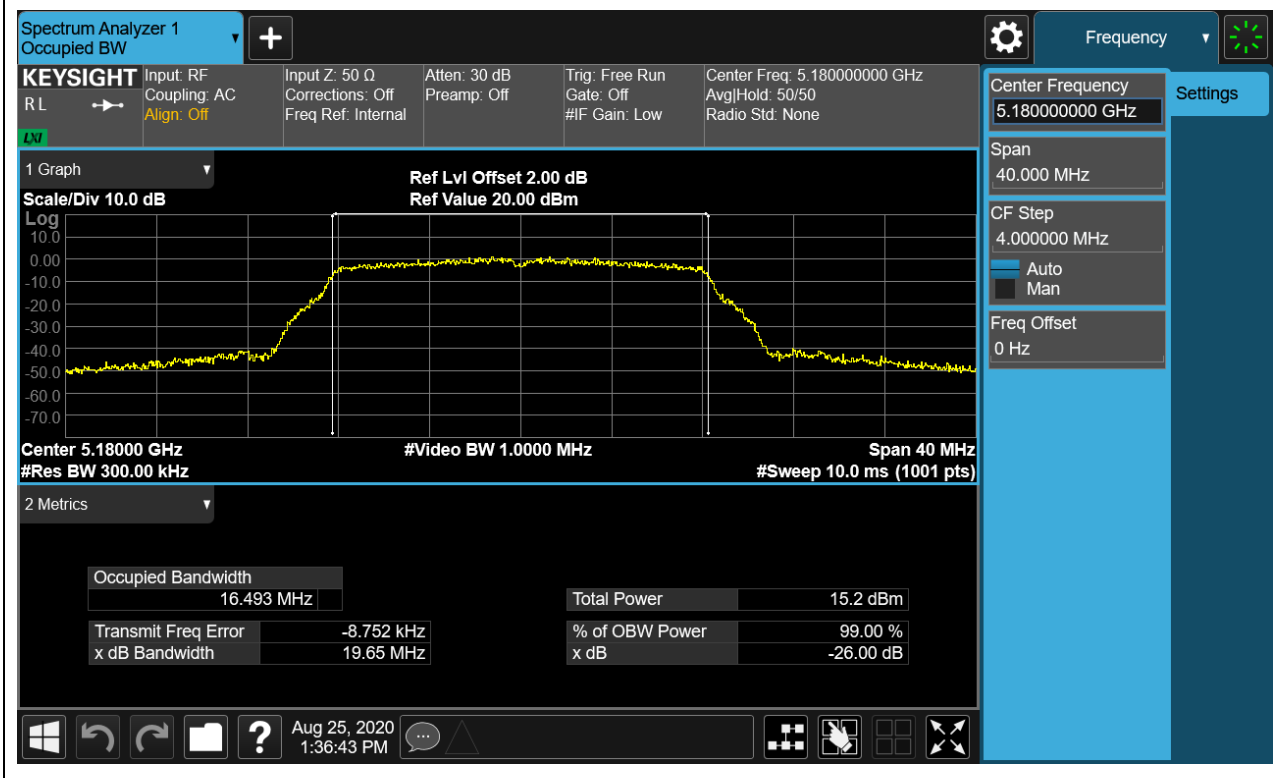 Spectrum Analyzer 1
Occupied BW
+
Frequency
KEYSIGHT
R L
LXI
Input: RF
Coupling: AC
Align: Off
Input Z: 50 Ω
Corrections: Off
Freq Ref: Internal
Atten: 30 dB
Preamp: Off
Trig: Free Run
Gate: Off
#IF Gain: Low
Center Freq: 5.180000000 GHz
Avg|Hold: 50/50
Radio Std: None
Center Frequency
5.180000000 GHz
Settings
Span
40.000 MHz
CF Step
4.000000 MHz
Auto
Man
Freq Offset
0 Hz
1 Graph
Scale/Div 10.0 dB
Ref Lvl Offset 2.00 dB
Ref Value 20.00 dBm
Log
10.0
0.00
-10.0
-20.0
-30.0
-40.0
-50.0
-60.0
-70.0
Center 5.18000 GHz
#Video BW 1.0000 MHz
Span 40 MHz
#Res BW 300.00 kHz
#Sweep 10.0 ms (1001 pts)
2 Metrics
Occupied Bandwidth
16.493 MHz
Total Power 15.2 dBm
Transmit Freq Error -8.752 kHz
% of OBW Power 99.00 %
x dB Bandwidth 19.65 MHz
x dB -26.00 dB
?
Aug 25, 2020
1:36:43 PM